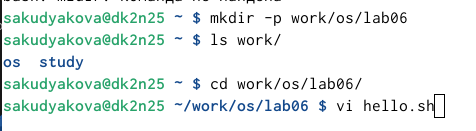 sakudyakova@dk2n25 ~ $ mkdir -p work/os/lab06
sakudyakova@dk2n25 ~ $ ls work/
os  study
sakudyakova@dk2n25 ~ $ cd work/os/lab06/
sakudyakova@dk2n25 ~/work/os/lab06 $ vi hello.sh